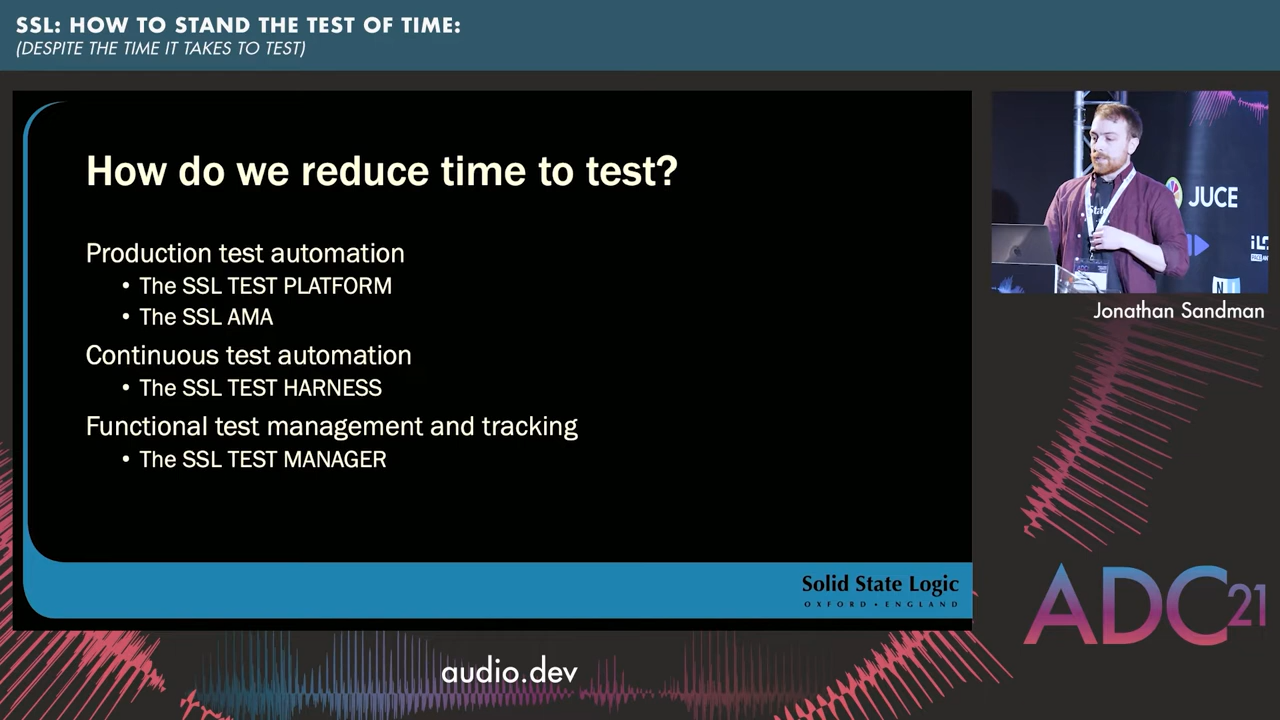 SSL: HOW TO STAND THE TEST OF TIME:
(DESPITE THE TIME IT TAKES TO TEST)
How do we reduce time to test?
Production test automation
• The SSL TEST PLATFORM
• The SSL AMA
Continuous test automation
• The SSL TEST HARNESS
Functional test management and tracking
• The SSL TEST MANAGER
Solid State Logic
OXFORD • ENGLAND
JUCE
Jonathan Sandman
ADC21
audio.dev